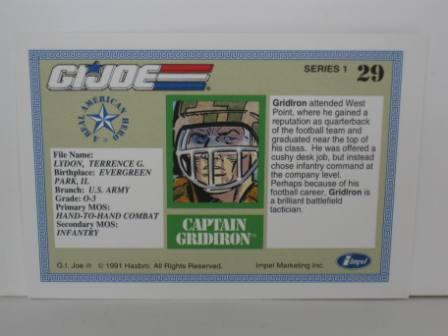 G.I. JOE
SERIES 1 29
A REAL AMERICAN HERO
File Name:
LYDON, TERRENCE G.
Birthplace: EVERGREEN
PARK, IL
Branch: U.S. ARMY
Grade: O-3
Primary MOS:
HAND-TO-HAND COMBAT
Secondary MOS:
INFANTRY
CAPTAIN
GRIDIRON™
GridIron attended West
Point, where he gained a
reputation as quarterback
of the football team and
graduated near the top of
his class. He was offered a
cushy desk job, but instead
chose infantry command at
the company level.
Perhaps because of his
football career, GridIron is
a brilliant battlefield
tactician.
G.I. Joe ® © 1991 Hasbro. All Rights Reserved.
Impel Marketing Inc.
impel